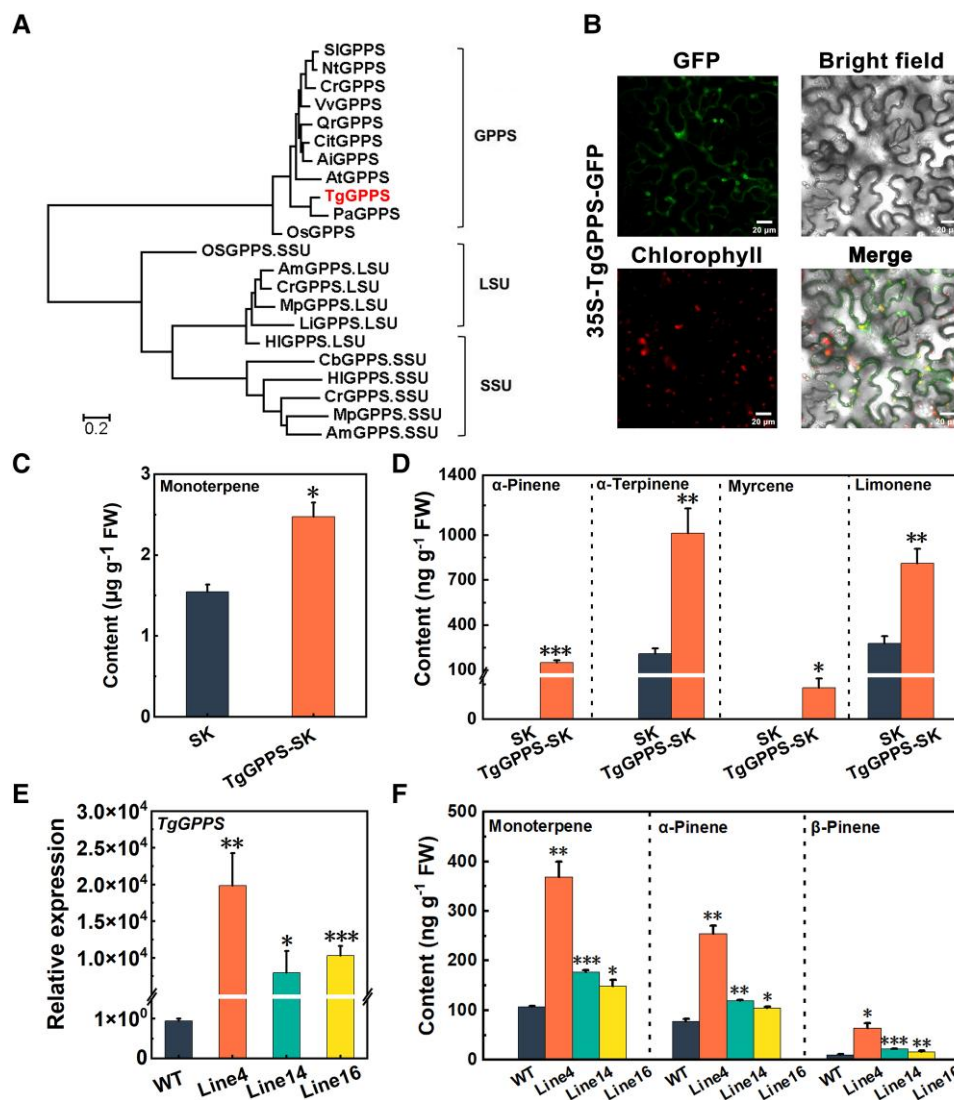 A
SlGPPS
NtGPPS
CrGPPS
VvGPPS
QrGPPS
CitGPPS
AiGPPS
AtGPPS
TgGPPS
PaGPPS
OsGPPS
OSGPPS.SSU
AmGPPS.LSU
CrGPPS.LSU
MpGPPS.LSU
LiGPPS.LSU
HlGPPS.LSU
CbGPPS.SSU
HlGPPS.SSU
CrGPPS.SSU
MpGPPS.SSU
AmGPPS.SSU
GPPS
LSU
SSU
0.2
B
GFP
Bright field
Chlorophyll
Merge
35S-TgGPPS-GFP
20 µm
20 µm
20 µm
20 µm
C
Monoterpene
Content (µg g⁻¹ FW)
3
2
1
0
*
SK
TgGPPS-SK
D
Content (ng g⁻¹ FW)
1400
1000
700
400
100
0
α-Pinene
α-Terpinene
Myrcene
Limonene
***
**
*
**
SK
TgGPPS-SK
SK
TgGPPS-SK
SK
TgGPPS-SK
SK
TgGPPS-SK
E
TgGPPS
Relative expression
3.0×10⁴
2.5×10⁴
2.0×10⁴
1.5×10⁴
1.0×10⁴
1×10⁰
0
**
*
***
WT
Line4
Line14
Line16
F
Content (ng g⁻¹ FW)
500
400
300
200
100
0
Monoterpene
α-Pinene
β-Pinene
**
***
*
**
**
*
*
***
**
WT
Line4
Line14
Line16
WT
Line4
Line14
Line16
WT
Line4
Line14
Line16